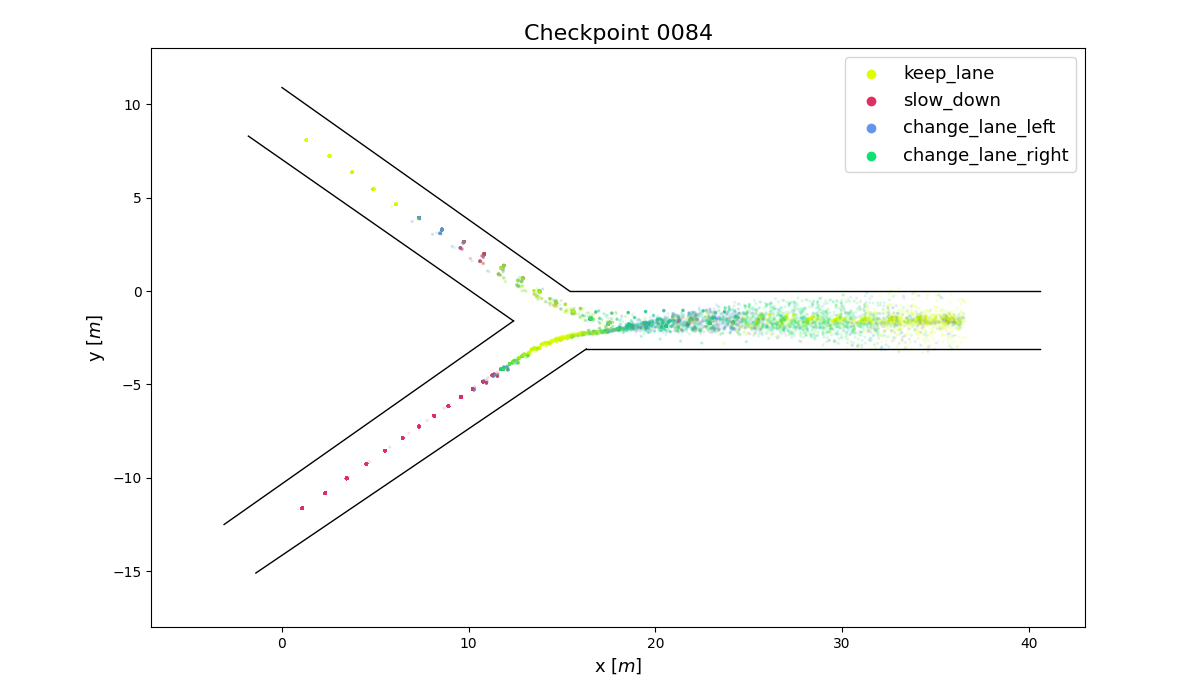 Checkpoint 0084
keep_lane
slow_down
change_lane_left
change_lane_right
10
5
0
−5
−10
−15
y [m]
0
10
20
30
40
x [m]